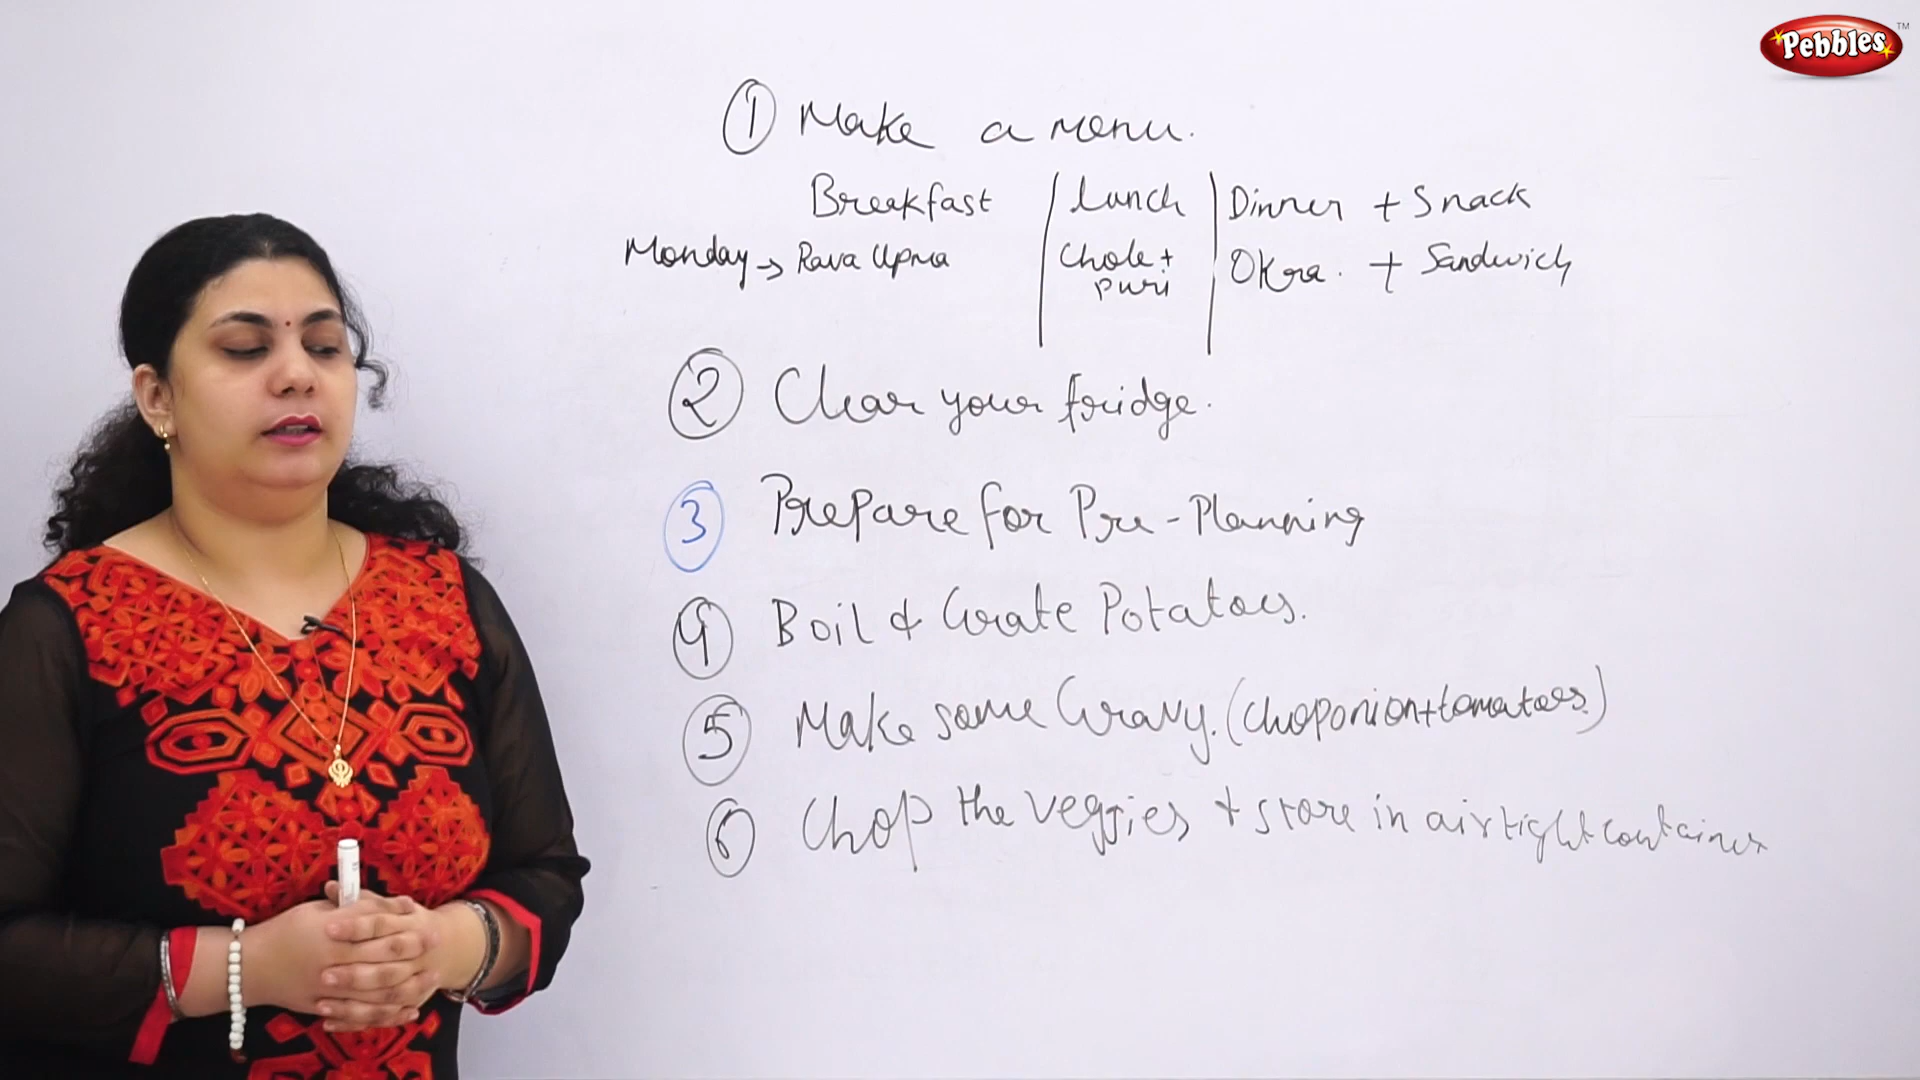 Pebbles TM
① Make a menu.
Breakfast | Lunch | Dinner + Snack
Monday → Rava Upma | Chole + | Okra. + Sandwich
puri
② Clear your fridge.
③ Prepare for Pre-Planning
④ Boil & Grate Potatoes.
⑤ Make some Gravy. (Chop onion + tomatoes.)
⑥ Chop the veggies & store in airtight container